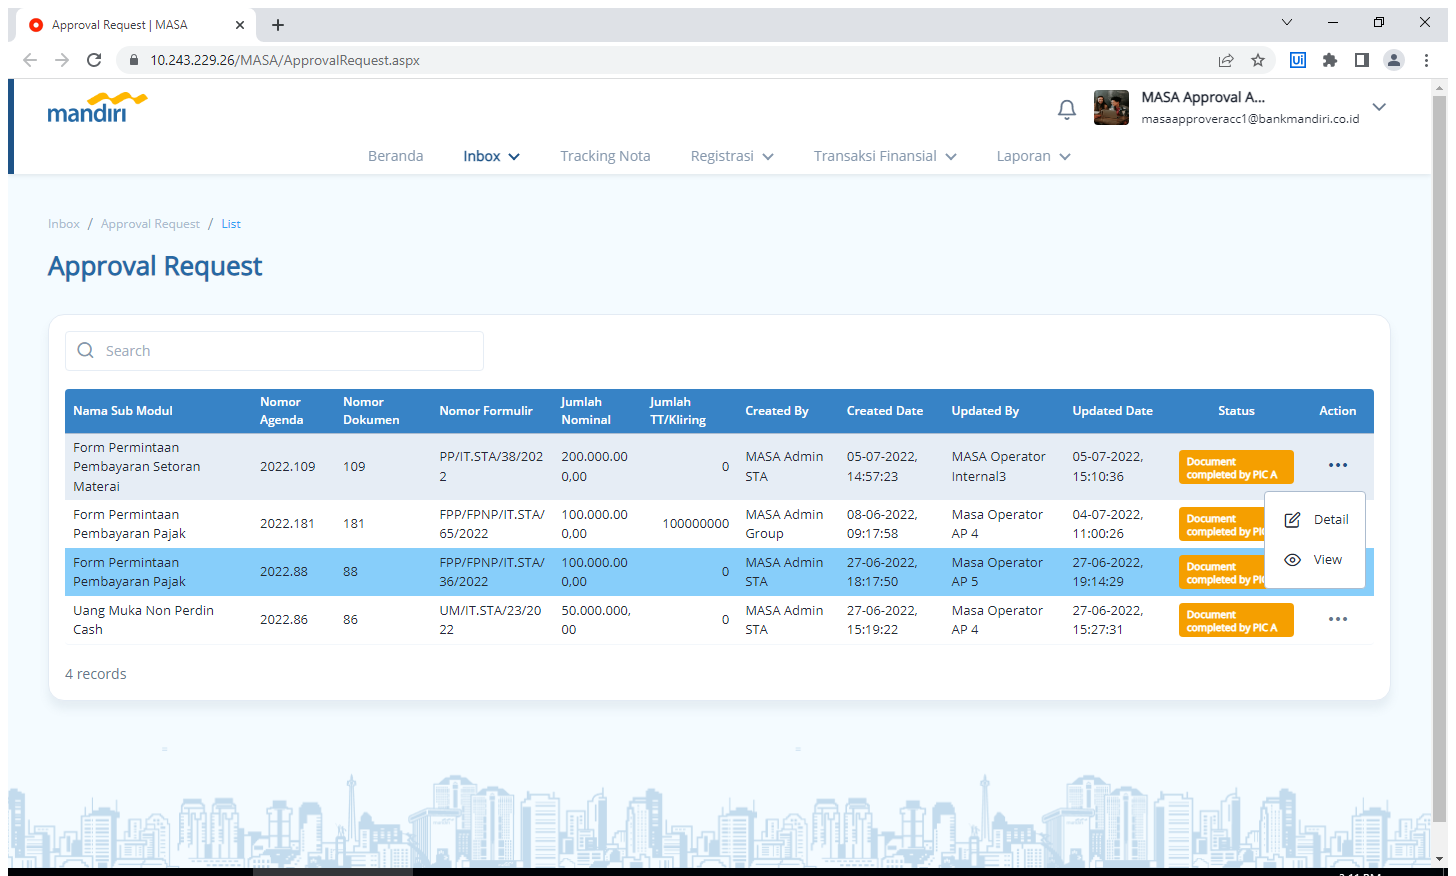 Approval Request | MASA
10.243.229.26/MASA/ApprovalRequest.aspx
Ui
mandiri
MASA Approval A...
masaapproveracc1@bankmandiri.co.id
Beranda Inbox Tracking Nota Registrasi Transaksi Finansial Laporan
Inbox / Approval Request / List
Approval Request
Search
Nama Sub Modul Nomor Agenda Nomor Dokumen Nomor Formulir Jumlah Nominal Jumlah TT/Kliring Created By Created Date Updated By Updated Date Status Action
Form Permintaan Pembayaran Setoran Materai 2022.109 109 PP/IT.STA/38/2022 200.000.000,00 0 MASA Admin STA 05-07-2022, 14:57:23 MASA Operator Internal3 05-07-2022, 15:10:36 Document completed by PIC A
Form Permintaan Pembayaran Pajak 2022.181 181 FPP/FPNP/IT.STA/65/2022 100.000.000,00 100000000 MASA Admin Group 08-06-2022, 09:17:58 Masa Operator AP 4 04-07-2022, 11:00:26 Document completed by PI
Detail
View
Form Permintaan Pembayaran Pajak 2022.88 88 FPP/FPNP/IT.STA/36/2022 100.000.000,00 0 MASA Admin STA 27-06-2022, 18:17:50 Masa Operator AP 5 27-06-2022, 19:14:29 Document completed by PI
Uang Muka Non Perdin Cash 2022.86 86 UM/IT.STA/23/2022 50.000.000,00 0 MASA Admin STA 27-06-2022, 15:19:22 Masa Operator AP 4 27-06-2022, 15:27:31 Document completed by PIC A
4 records